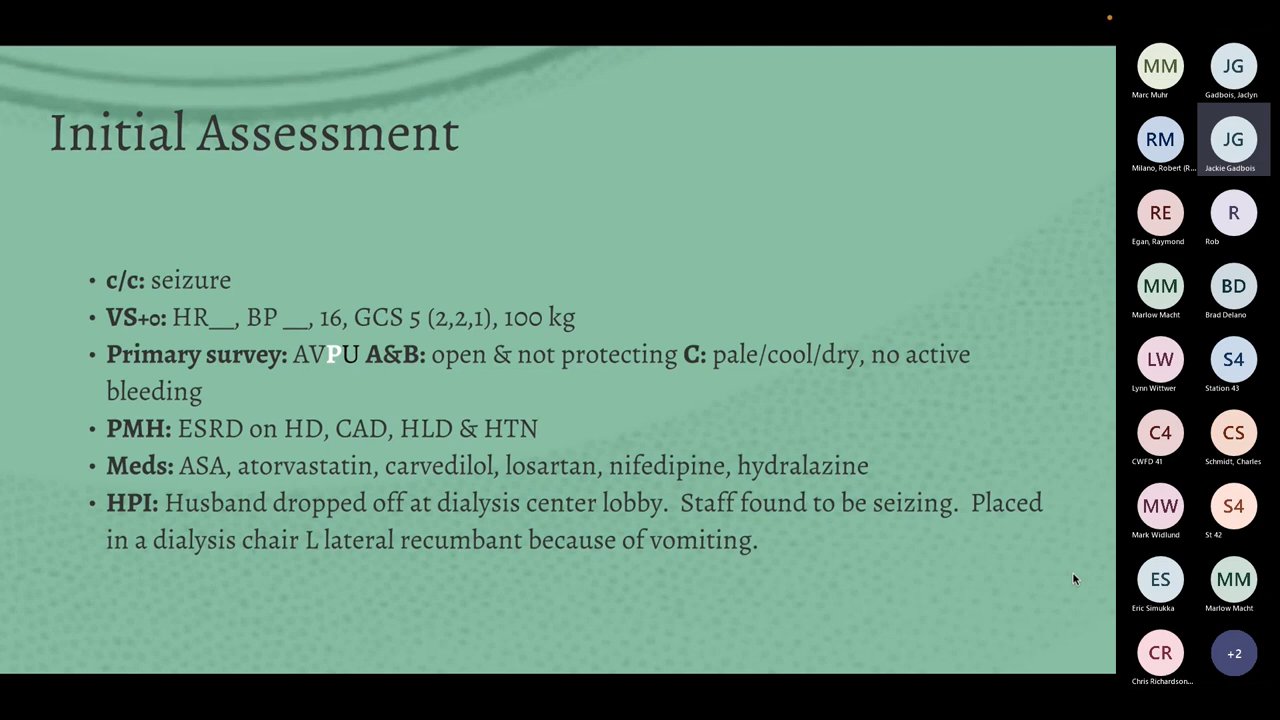 Initial Assessment
• c/c: seizure
• VS+0: HR__, BP __, 16, GCS 5 (2,2,1), 100 kg
• Primary survey: AVPU A&B: open & not protecting C: pale/cool/dry, no active
bleeding
• PMH: ESRD on HD, CAD, HLD & HTN
• Meds: ASA, atorvastatin, carvedilol, losartan, nifedipine, hydralazine
• HPI: Husband dropped off at dialysis center lobby. Staff found to be seizing. Placed
in a dialysis chair L lateral recumbant because of vomiting.
MM JG
Marc Muhr Gadbois, Jaclyn
RM JG
Milano, Robert (R... Jackie Gadbois
RE R
Egan, Raymond Rob
MM BD
Marlow Macht Brad Delano
LW S4
Lynn Wittwer Station 43
C4 CS
CWFD 41 Schmidt, Charles
MW S4
Mark Widlund St 42
ES MM
Eric Simukka Marlow Macht
CR +2
Chris Richardson...